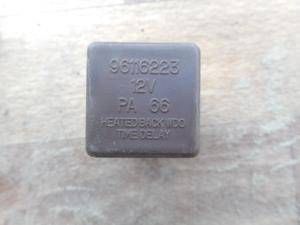 96116223
12V
PA 66
HEATED BACK WDO
TIME DELAY